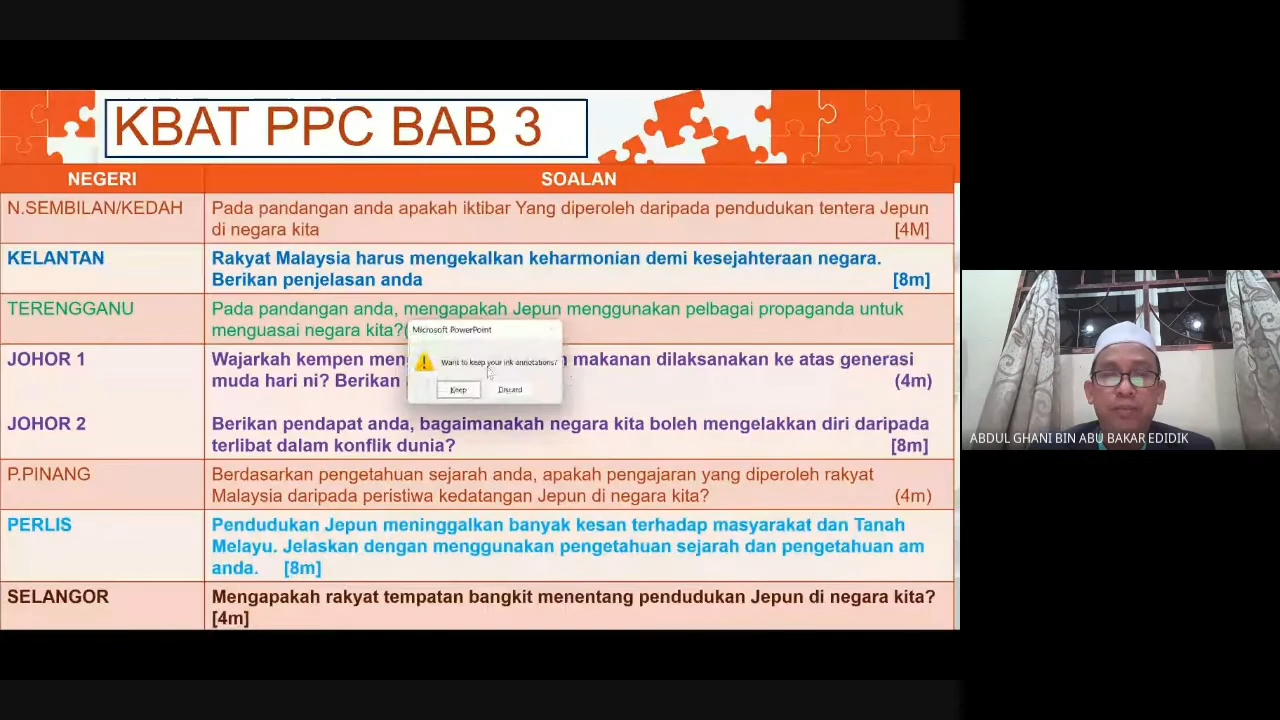 KBAT PPC BAB 3
NEGERI
SOALAN
N.SEMBILAN/KEDAH
Pada pandangan anda apakah iktibar Yang diperoleh daripada pendudukan tentera Jepun
di negara kita [4M]
KELANTAN
Rakyat Malaysia harus mengekalkan keharmonian demi kesejahteraan negara.
Berikan penjelasan anda [8m]
TERENGGANU
Pada pandangan anda, mengapakah Jepun menggunakan pelbagai propaganda untuk
menguasai negara kita?(
Microsoft PowerPoint
Want to keep your ink annotations?
Keep
Discard
JOHOR 1
Wajarkah kempen makanan dilaksanakan ke atas generasi
muda hari ni? Berikan (4m)
JOHOR 2
Berikan pendapat anda, bagaimanakah negara kita boleh mengelakkan diri daripada
terlibat dalam konflik dunia? [8m]
P.PINANG
Berdasarkan pengetahuan sejarah anda, apakah pengajaran yang diperoleh rakyat
Malaysia daripada peristiwa kedatangan Jepun di negara kita? (4m)
PERLIS
Pendudukan Jepun meninggalkan banyak kesan terhadap masyarakat dan Tanah
Melayu. Jelaskan dengan menggunakan pengetahuan sejarah dan pengetahuan am
anda. [8m]
SELANGOR
Mengapakah rakyat tempatan bangkit menentang pendudukan Jepun di negara kita?
[4m]
ABDUL GHANI BIN ABU BAKAR EDIDIK